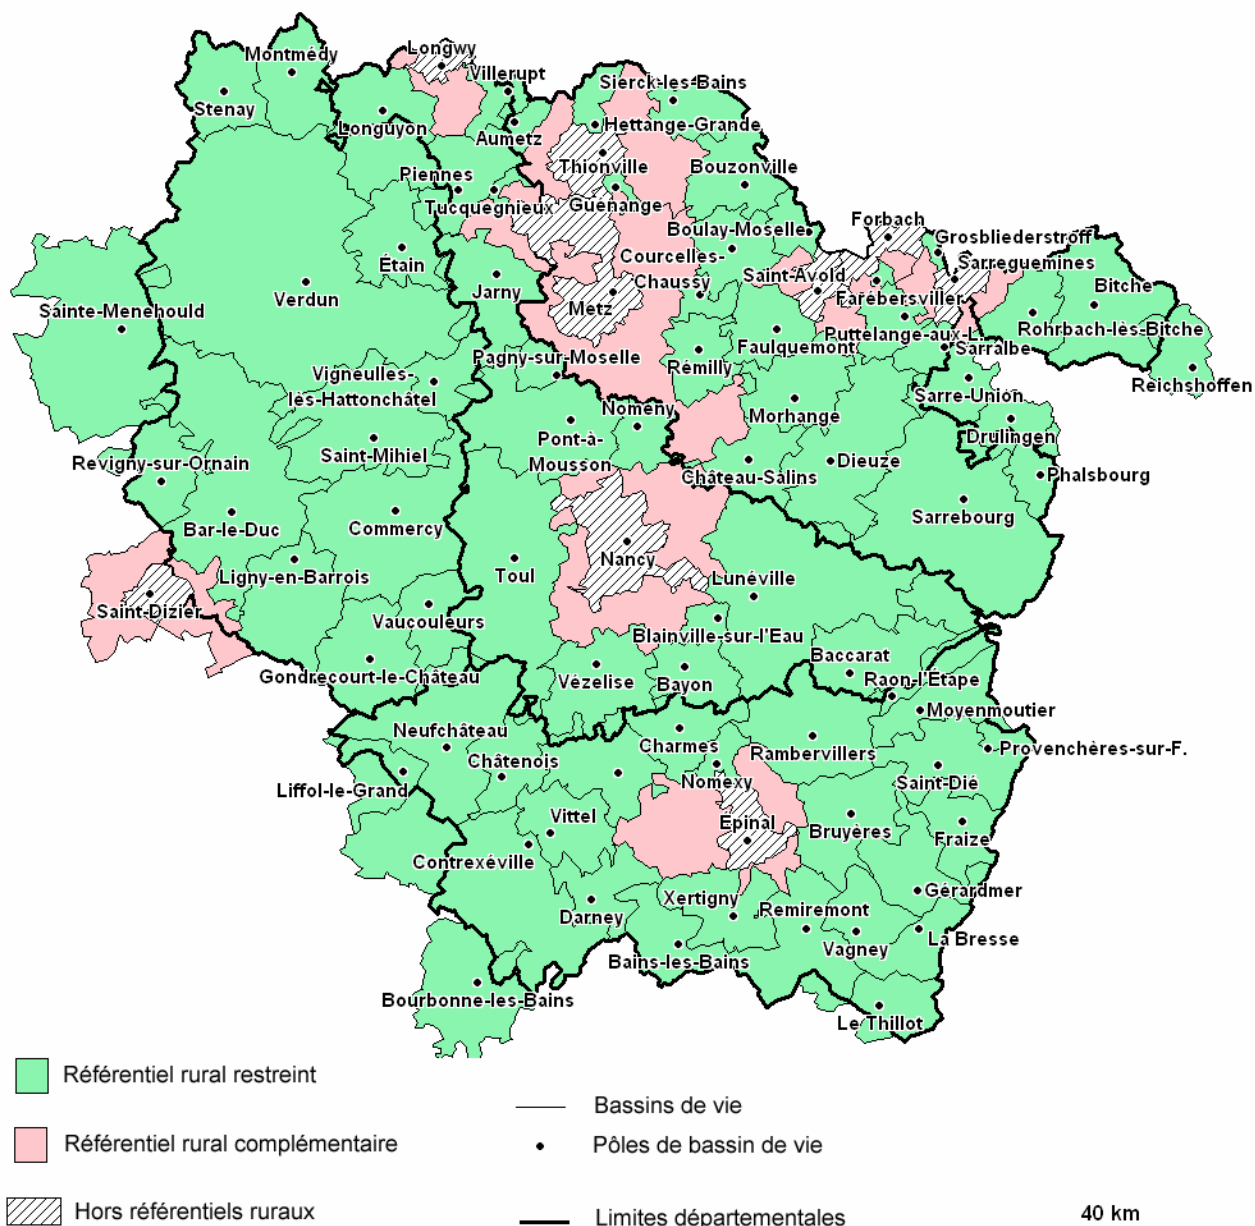 Longwy
Montmédy
Villerupt
Sierck-les-Bains
Stenay
Longuyon
Hettange-Grande
Aumetz
Thionville
Bouzonville
Piennes
Guénange
Tucquegnieux
Forbach
Boulay-Moselle
Grosbliederstroff
Étain
Courcelles-
Chaussy
Sarreguemines
Saint-Avold
Bitche
Jarny
Verdun
Farébersviller
Sainte-Menehould
Metz
Rohrbach-lès-Bitche
Puttelange-aux-L.
Faulquemont
Sarralbe
Pagny-sur-Moselle
Rémilly
Vigneulles-
lès-Hattonchâtel
Reichshoffen
Sarre-Union
Nomeny
Morhange
Drulingen
Pont-à-
Mousson
Saint-Mihiel
Revigny-sur-Ornain
Dieuze
Château-Salins
Phalsbourg
Sarrebourg
Bar-le-Duc
Commercy
Nancy
Ligny-en-Barrois
Toul
Lunéville
Saint-Dizier
Vaucouleurs
Blainville-sur-l'Eau
Baccarat
Gondrecourt-le-Château
Vézelise
Bayon
Raon-l'Étape
Moyenmoutier
Neufchâteau
Charmes
Rambervillers
Provenchères-sur-F.
Châtenois
Nomexy
Saint-Dié
Liffol-le-Grand
Vittel
Épinal
Bruyères
Fraize
Contrexéville
Gérardmer
Xertigny
Darney
Remiremont
La Bresse
Vagney
Bains-les-Bains
Bourbonne-les-Bains
Le Thillot
Référentiel rural restreint
Bassins de vie
Référentiel rural complémentaire
Pôles de bassin de vie
Hors référentiels ruraux
Limites départementales
40 km